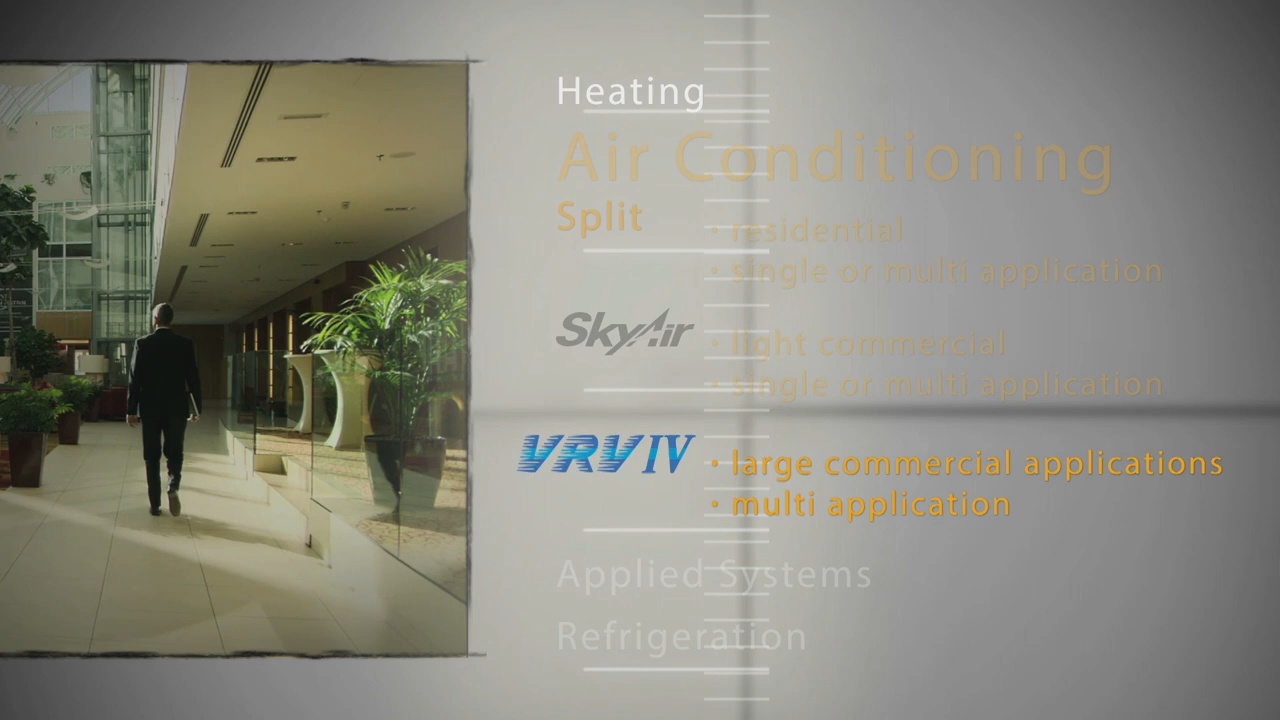 Heating
Air Conditioning
Split
• residential
• single or multi application
SkyAir
• light commercial
• single or multi application
VRV IV
• large commercial applications
• multi application
Applied Systems
Refrigeration